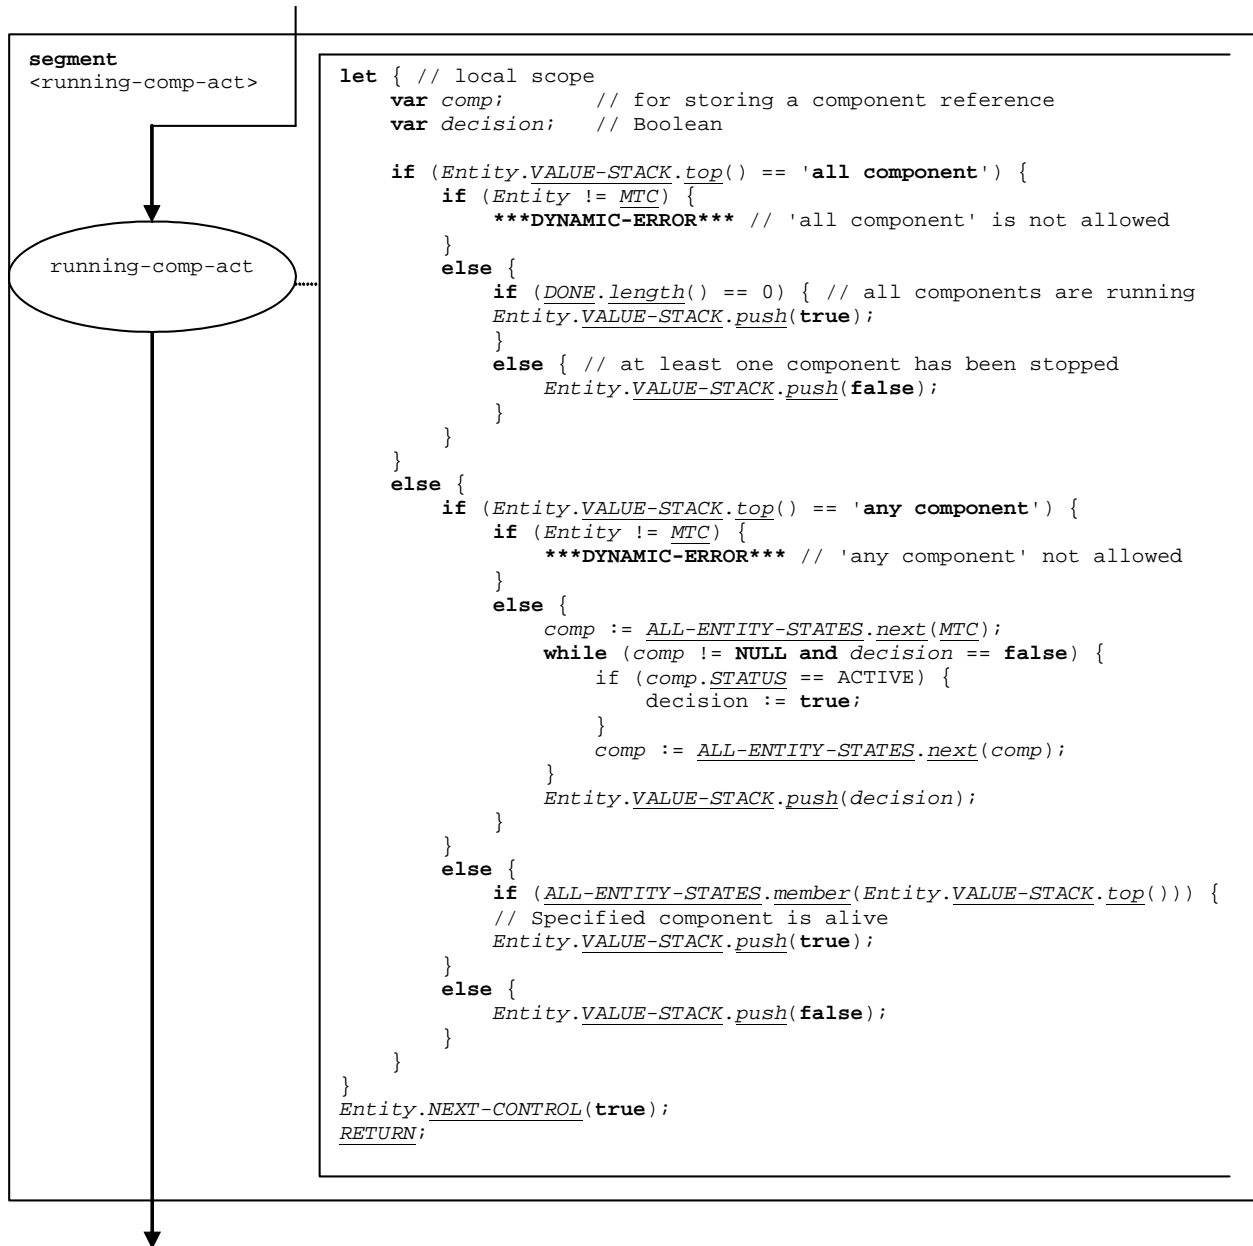 segment
<running-comp-act>
running-comp-act
let { // local scope
    var comp;       // for storing a component reference
    var decision;   // Boolean
    if (Entity.VALUE-STACK.top() == 'all component') {
        if (Entity != MTC) {
            ***DYNAMIC-ERROR*** // 'all component' is not allowed
        }
        else {
            if (DONE.length() == 0) { // all components are running
            Entity.VALUE-STACK.push(true);
            }
            else { // at least one component has been stopped
                Entity.VALUE-STACK.push(false);
            }
        }
    }
    else {
        if (Entity.VALUE-STACK.top() == 'any component') {
            if (Entity != MTC) {
                ***DYNAMIC-ERROR*** // 'any component' not allowed
            }
            else {
                comp := ALL-ENTITY-STATES.next(MTC);
                while (comp != NULL and decision == false) {
                    if (comp.STATUS == ACTIVE) {
                        decision := true;
                    }
                    comp := ALL-ENTITY-STATES.next(comp);
                }
                Entity.VALUE-STACK.push(decision);
            }
        }
        else {
            if (ALL-ENTITY-STATES.member(Entity.VALUE-STACK.top())) {
            // Specified component is alive
            Entity.VALUE-STACK.push(true);
        }
        else {
            Entity.VALUE-STACK.push(false);
        }
    }
}
Entity.NEXT-CONTROL(true);
RETURN;